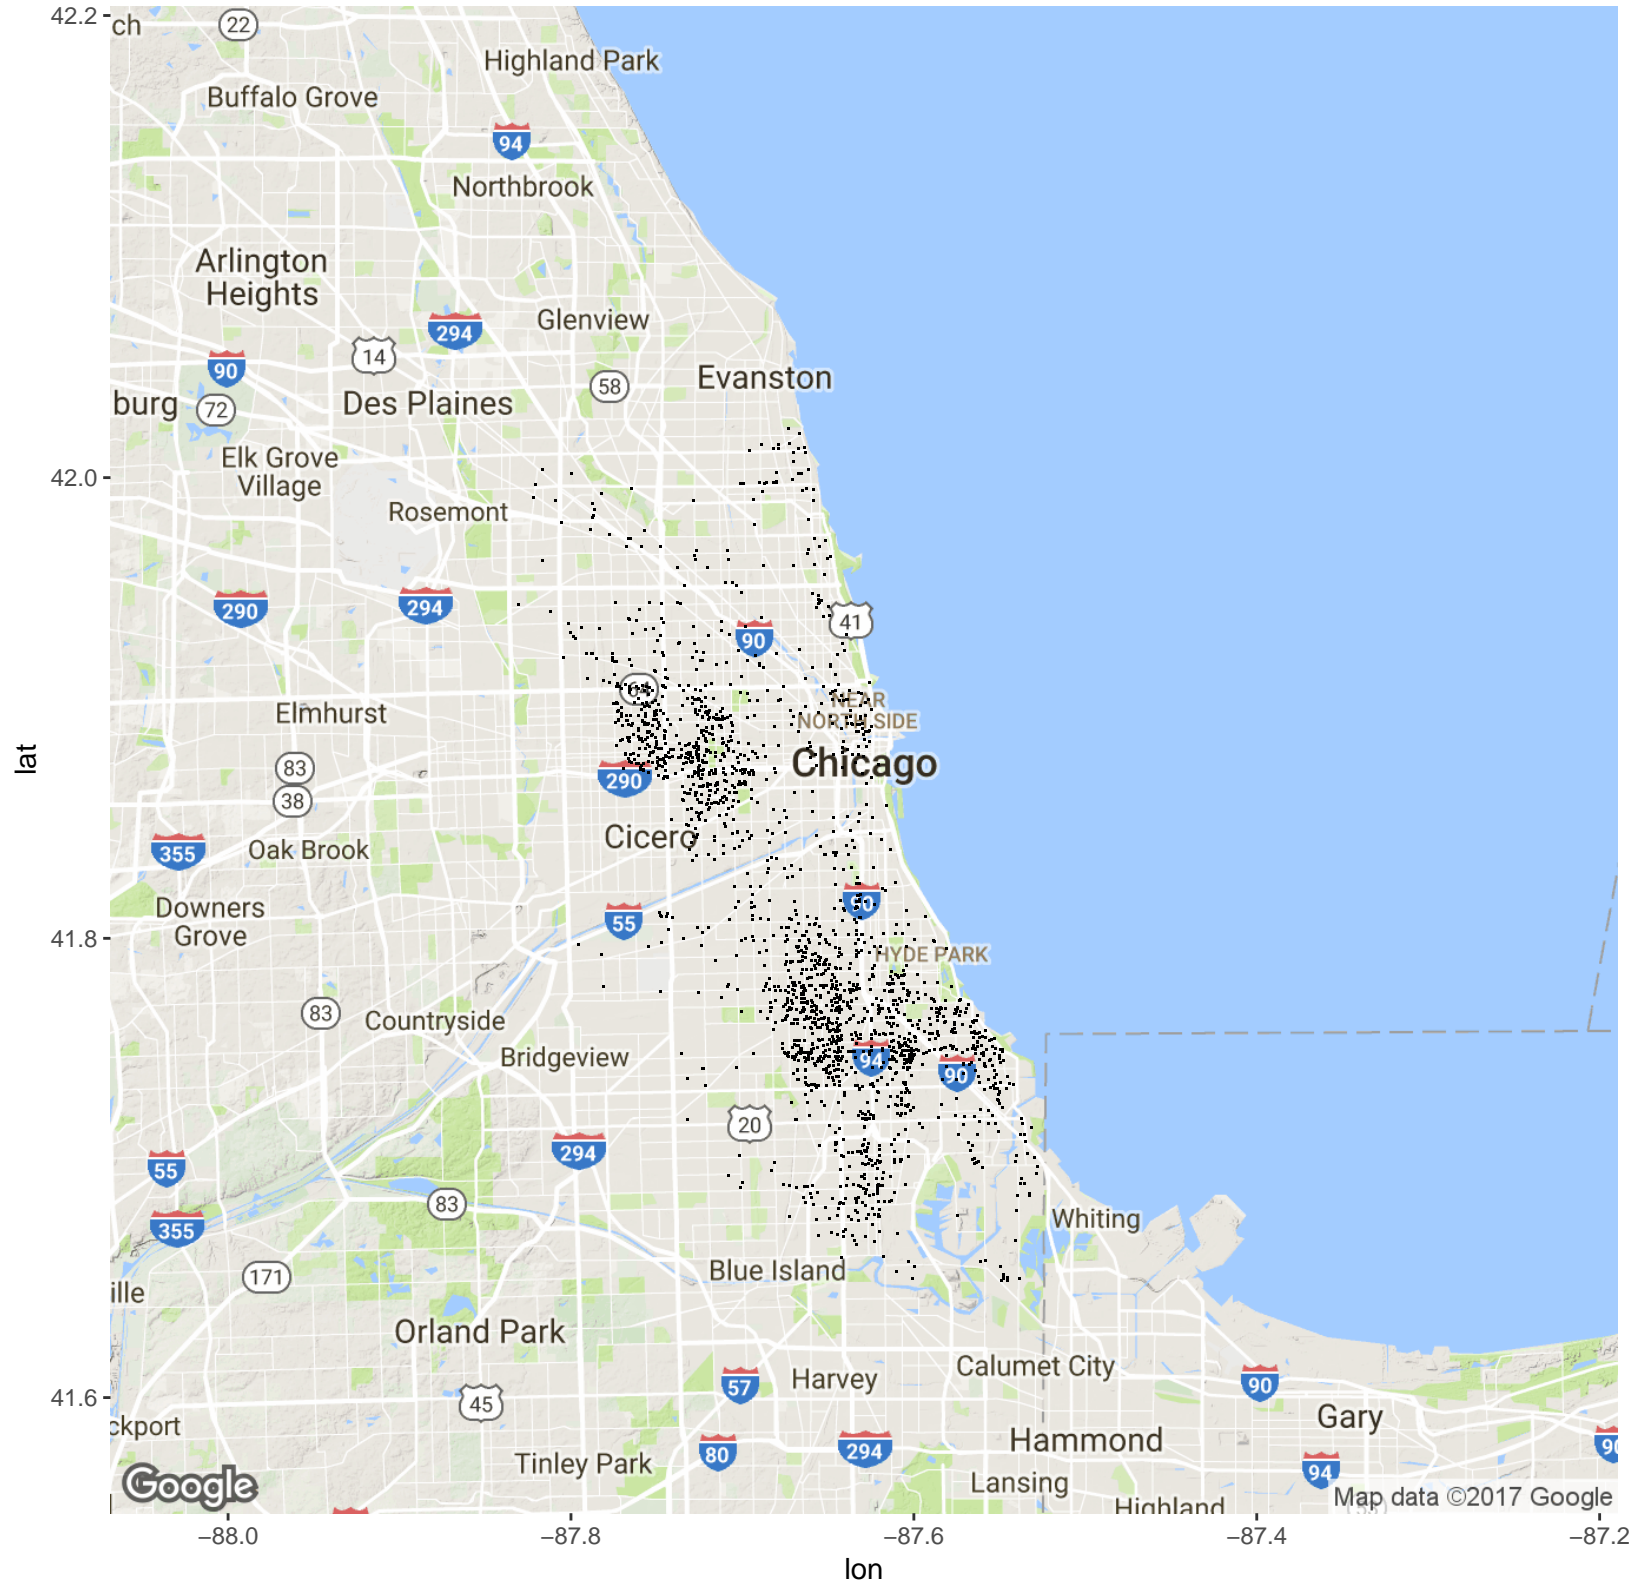 42.2
ch
22
Highland Park
Buffalo Grove
94
Northbrook
Arlington
Heights
294
Glenview
14
90
58
Evanston
burg
72
Des Plaines
42.0
Elk Grove
Village
Rosemont
290
294
41
90
64
NEAR
NORTH SIDE
Elmhurst
lat
Chicago
83
290
38
Cicero
355
Oak Brook
90
Downers
Grove
55
41.8
HYDE PARK
83
Countryside
Bridgeview
94
90
20
294
55
83
355
Whiting
171
Blue Island
ille
Orland Park
Calumet City
57
Harvey
90
41.6
45
ckport
Gary
Hammond
80
294
90
Tinley Park
94
Lansing
Google
Map data ©2017 Google
Highland
−88.0
−87.8
−87.6
−87.4
−87.2
lon